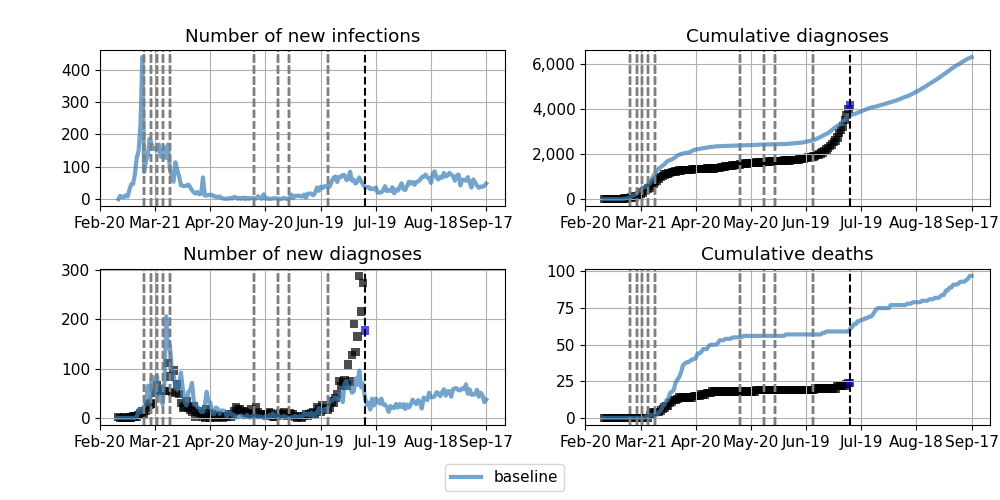 Number of new infections
400
300
200
100
0
Feb-20 Mar-21 Apr-20 May-20 Jun-19 Jul-19 Aug-18 Sep-17
Cumulative diagnoses
6,000
4,000
2,000
0
Feb-20 Mar-21 Apr-20 May-20 Jun-19 Jul-19 Aug-18 Sep-17
Number of new diagnoses
300
200
100
0
Feb-20 Mar-21 Apr-20 May-20 Jun-19 Jul-19 Aug-18 Sep-17
Cumulative deaths
100
75
50
25
0
Feb-20 Mar-21 Apr-20 May-20 Jun-19 Jul-19 Aug-18 Sep-17
baseline